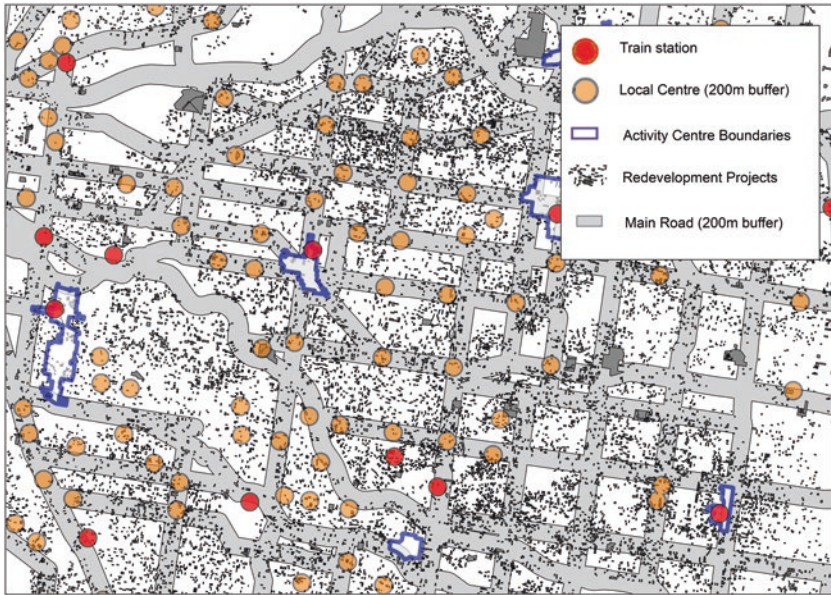 Train station
Local Centre (200m buffer)
Activity Centre Boundaries
Redevelopment Projects
Main Road (200m buffer)